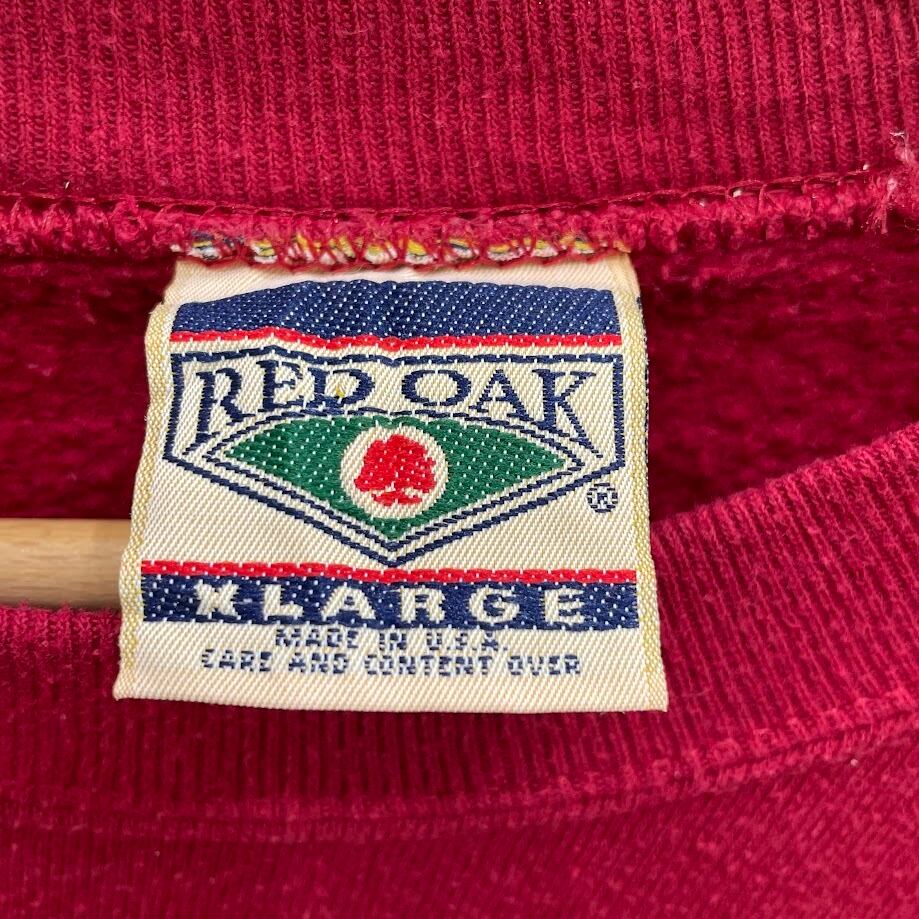 RED OAK
®
XLARGE
MADE IN U.S.A.
CARE AND CONTENT OVER